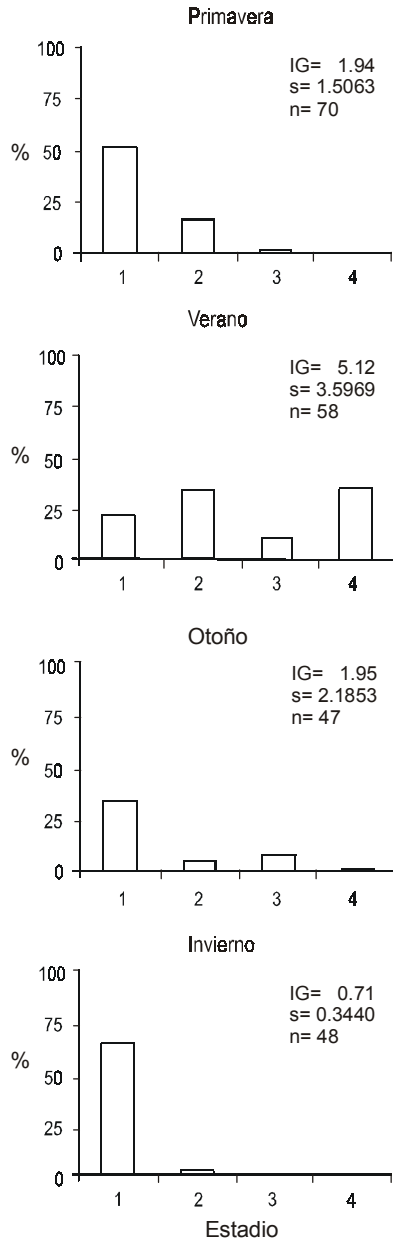 Primavera
100
75
% 50
25
0
IG= 1.94
s= 1.5063
n= 70
1 2 3 4
Verano
100
75
% 50
25
0
IG= 5.12
s= 3.5969
n= 58
1 2 3 4
Otoño
100
75
% 50
25
0
IG= 1.95
s= 2.1853
n= 47
1 2 3 4
Invierno
100
75
% 50
25
0
IG= 0.71
s= 0.3440
n= 48
1 2 3 4
Estadio